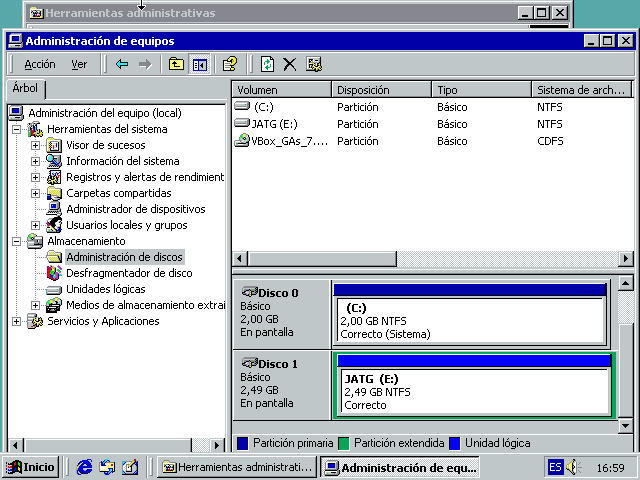 Herramientas administrativas
Administración de equipos
Acción Ver
Árbol
Administración del equipo (local)
Herramientas del sistema
Visor de sucesos
Información del sistema
Registros y alertas de rendimient
Carpetas compartidas
Administrador de dispositivos
Usuarios locales y grupos
Almacenamiento
Administración de discos
Desfragmentador de disco
Unidades lógicas
Medios de almacenamiento extrai
Servicios y Aplicaciones
Volumen Disposición Tipo Sistema de arch...
(C:) Partición Básico NTFS
JATG (E:) Partición Básico NTFS
VBox_GAs_7.... Partición Básico CDFS
Disco 0
Básico
2,00 GB
En pantalla
(C:)
2,00 GB NTFS
Correcto (Sistema)
Disco 1
Básico
2,49 GB
En pantalla
JATG (E:)
2,49 GB NTFS
Correcto
Partición primaria Partición extendida Unidad lógica
Inicio Herramientas administrati... Administración de equ... ES 16:59